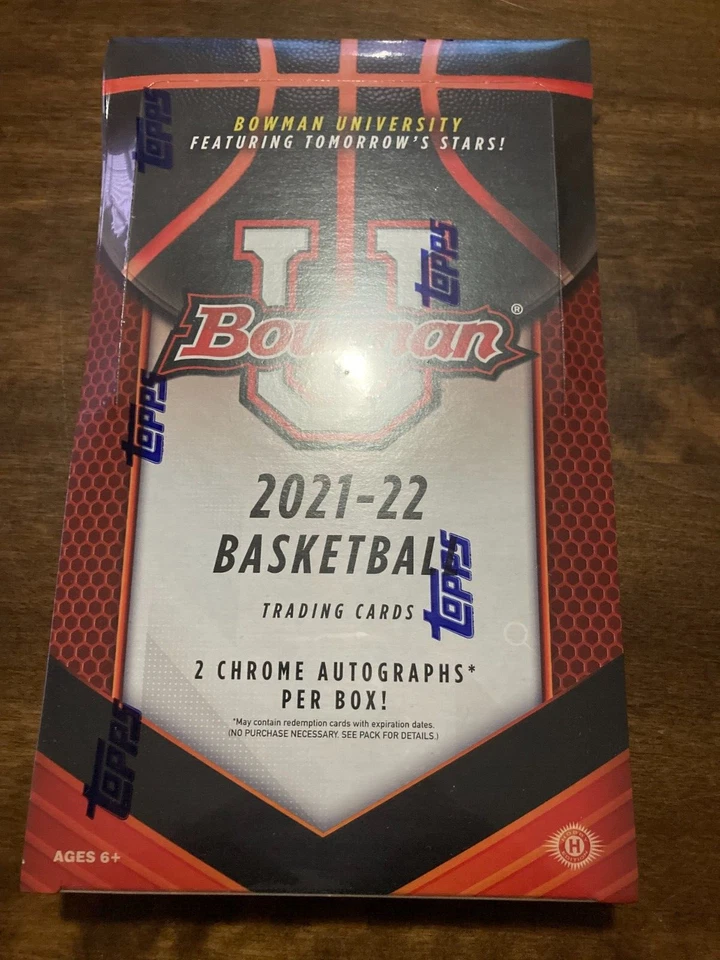 BOWMAN UNIVERSITY
FEATURING TOMORROW'S STARS!
U
Bowman®
2021-22
BASKETBALL
TRADING CARDS
2 CHROME AUTOGRAPHS*
PER BOX!
*May contain redemption cards with expiration dates.
(NO PURCHASE NECESSARY. SEE PACK FOR DETAILS.)
AGES 6+
H
topps
topps
topps
topps
topps